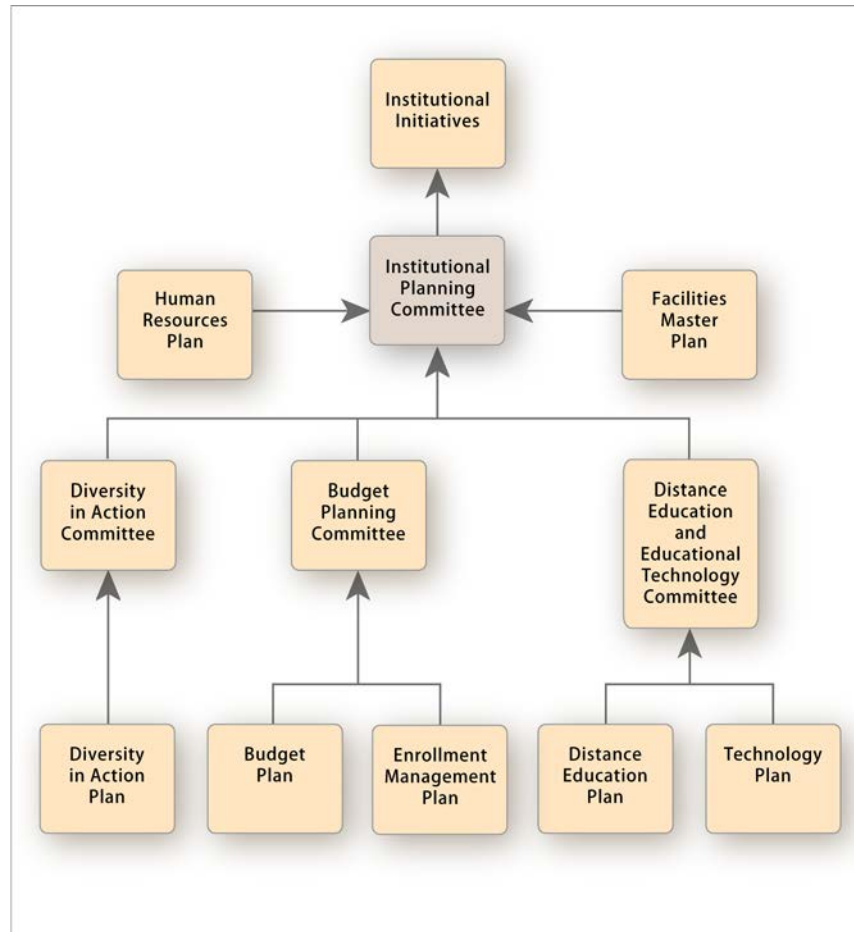 Institutional
Initiatives
Institutional
Planning
Committee
Human
Resources
Plan
Facilities
Master
Plan
Diversity
in Action
Committee
Budget
Planning
Committee
Distance
Education
and
Educational
Technology
Committee
Diversity
in Action
Plan
Budget
Plan
Enrollment
Management
Plan
Distance
Education
Plan
Technology
Plan